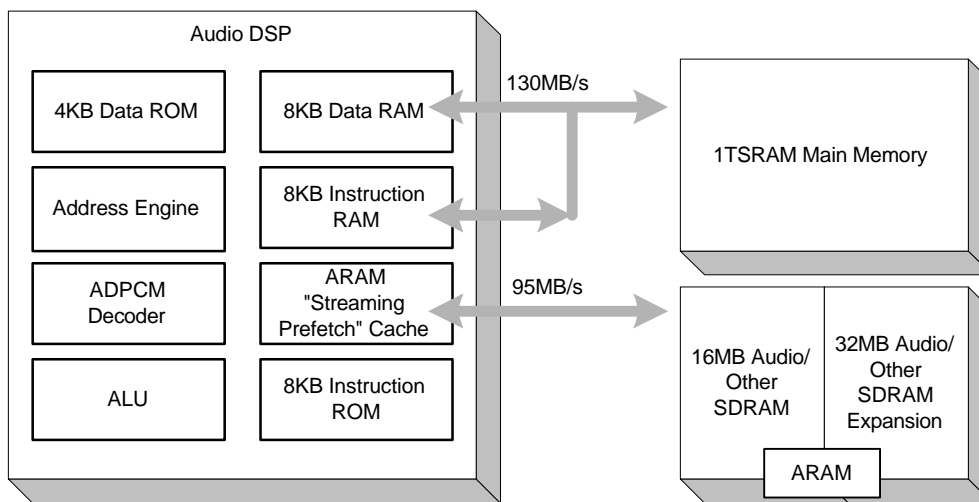 Audio DSP
4KB Data ROM
8KB Data RAM
Address Engine
8KB Instruction
RAM
ADPCM
Decoder
ARAM
"Streaming
Prefetch" Cache
ALU
8KB Instruction
ROM
130MB/s
95MB/s
1TSRAM Main Memory
16MB Audio/
Other
SDRAM
32MB Audio/
Other
SDRAM
Expansion
ARAM